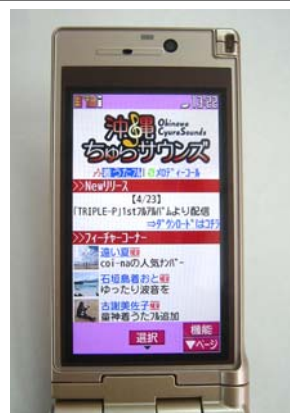 13:22
沖縄 Okinawa
CyuraSounds
ちゅらサウンズ
着うたフル メロディーコール
>>Newリリース
【4/23】
「TRIPLE-P」1stフルアルバムより配信
⇒ダウンロードはコチラ
>>フィーチャーコーナー
遠い夏
coi-naの人気ナンバー
石垣島着おと
ゆったり波音を
古謝美佐子
童神着うたフル追加
選択
機能
▼ページ